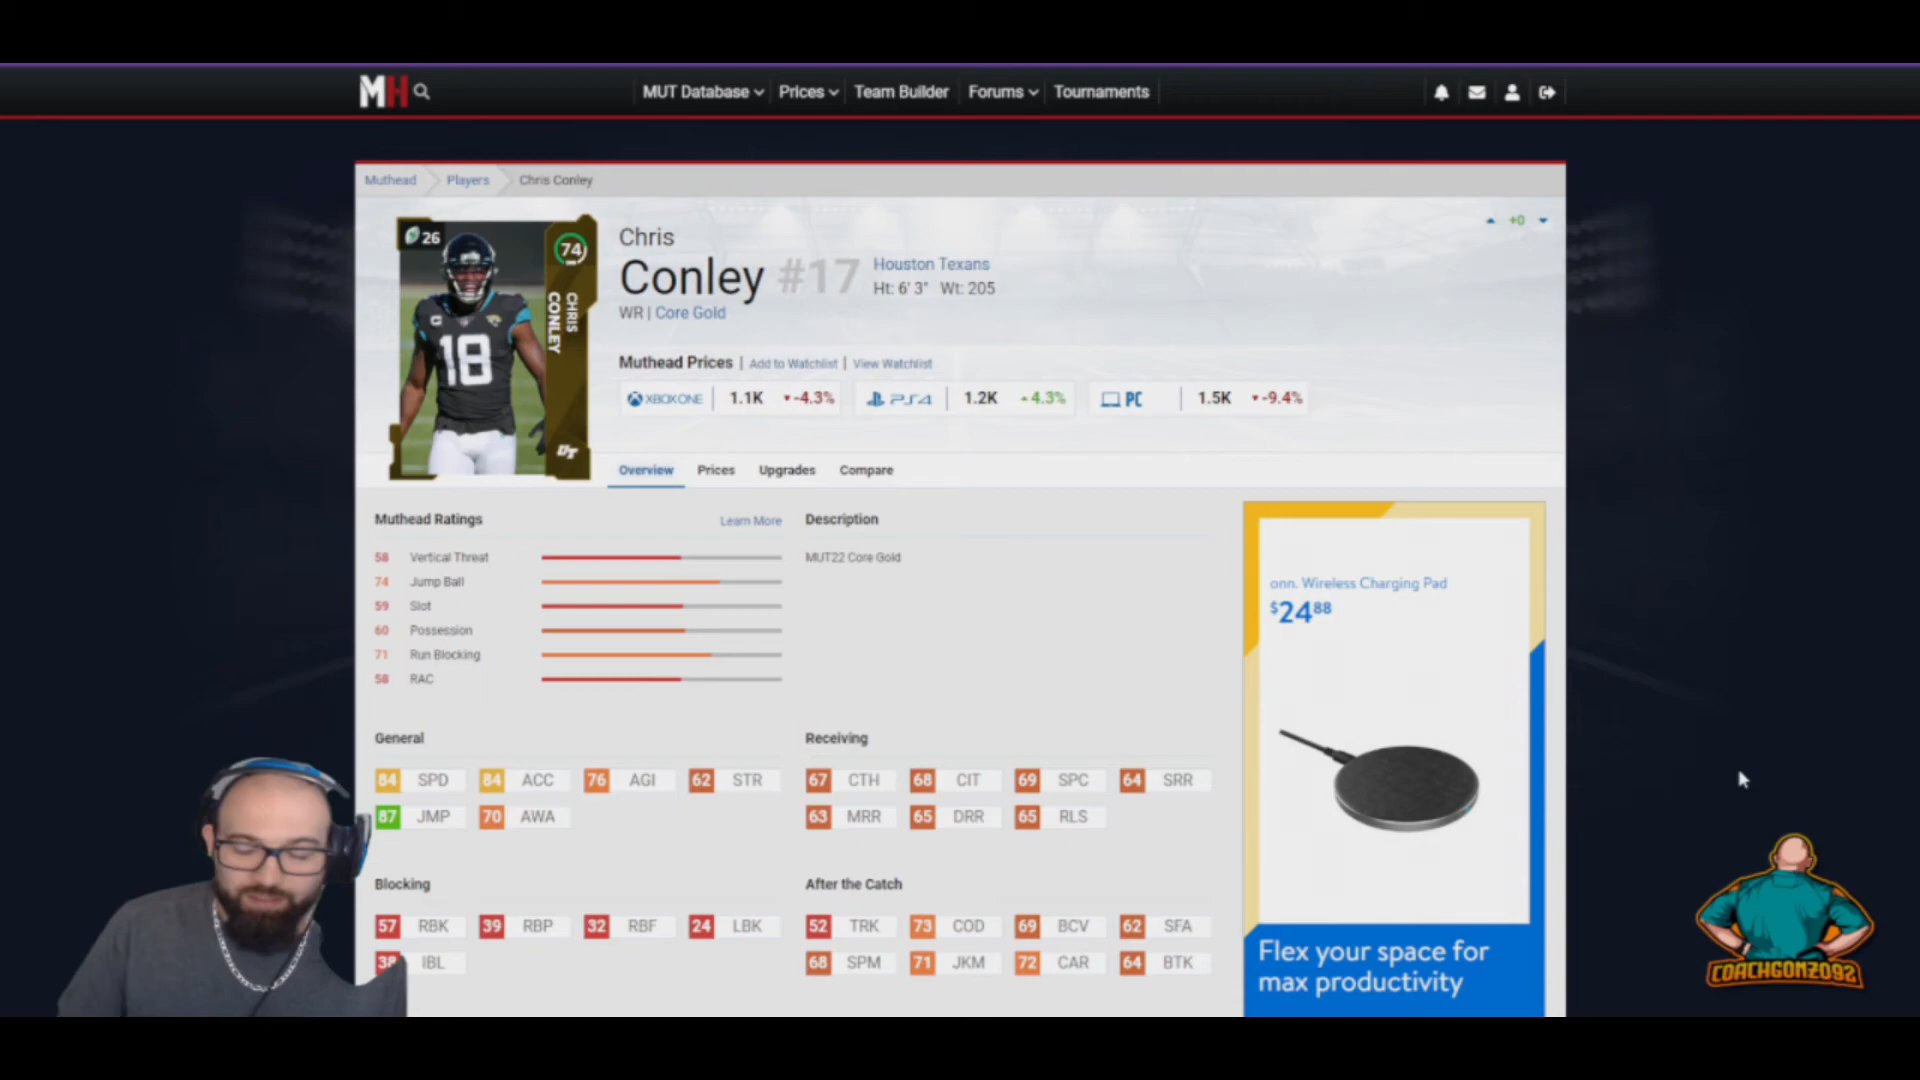 MH
MUT Database Prices Team Builder Forums Tournaments
Muthead Players Chris Conley
26
74
CHRIS
CONLEY
18
UT
Chris
Conley #17
Houston Texans
Ht: 6' 3" Wt: 205
WR | Core Gold
+0
Muthead Prices | Add to Watchlist | View Watchlist
XBOX ONE 1.1K -4.3% PS4 1.2K 4.3% PC 1.5K -9.4%
Overview Prices Upgrades Compare
Muthead Ratings Learn More
58 Vertical Threat
74 Jump Ball
59 Slot
60 Possession
71 Run Blocking
58 RAC
Description
MUT22 Core Gold
General
84 SPD 84 ACC 76 AGI 62 STR
87 JMP 70 AWA
Receiving
67 CTH 68 CIT 69 SPC 64 SRR
63 MRR 65 DRR 65 RLS
Blocking
57 RBK 39 RBP 32 RBF 24 LBK
38 IBL
After the Catch
52 TRK 73 COD 69 BCV 62 SFA
68 SPM 71 JKM 72 CAR 64 BTK
onn. Wireless Charging Pad
$24.88
Flex your space for
max productivity
COACHGONZO92